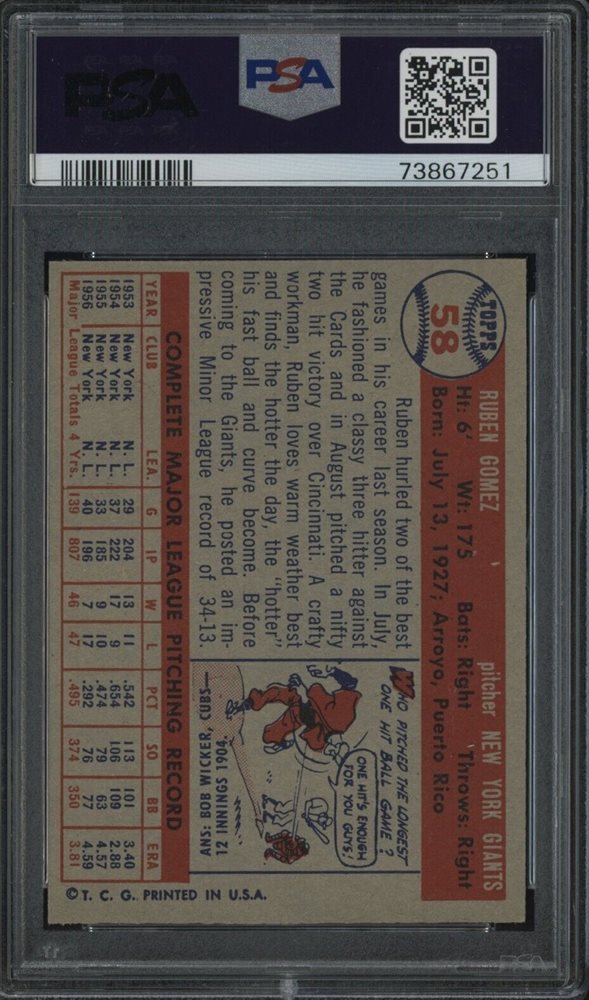 PSA
PSA
73867251
TOPPS
58
RUBEN GOMEZ pitcher NEW YORK GIANTS
Ht: 6' Wt: 175 Bats: Right Throws: Right
Born: July 13, 1927; Arroyo, Puerto Rico
Ruben hurled two of the best
games in his career last season. In July,
he fashioned a classy three hitter against
the Cards and in August pitched a nifty
two hit victory over Cincinnati. A crafty
workman, Ruben loves warm weather best
and finds the hotter the day, the "hotter"
his fast ball and curve become. Before
coming to the Giants, he posted an im-
pressive Minor League record of 34-13.
WHO PITCHED THE LONGEST
ONE HIT BALL GAME?
ONE HIT'S ENOUGH
FOR YOU GUYS!
ANS: BOB WICKER, CUBS—
12 INNINGS 1904.
COMPLETE MAJOR LEAGUE PITCHING RECORD
YEAR CLUB LEA. G IP W L PCT SO BB ERA
1953 New York N. L. 29 204 13 11 .542 113 101 3.40
1954 New York N. L. 37 222 17 9 .654 106 109 2.88
1955 New York N. L. 33 185 9 10 .474 79 63 4.57
1956 New York N. L. 40 196 7 17 .292 76 77 4.59
Major League Totals 4 Yrs. 139 807 46 47 .495 374 350 3.81
© T. C. G. PRINTED IN U.S.A.
PSA